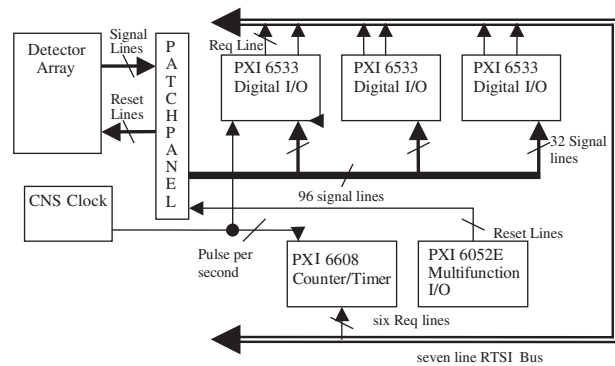 Detector
Array
Signal
Lines
Reset
Lines
P
A
T
C
H
P
A
N
E
L
Req Line
PXI 6533
Digital I/O
PXI 6533
Digital I/O
PXI 6533
Digital I/O
32 Signal
lines
96 signal lines
CNS Clock
Pulse per
second
PXI 6608
Counter/Timer
PXI 6052E
Multifunction
I/O
Reset Lines
six Req lines
seven line RTSI Bus